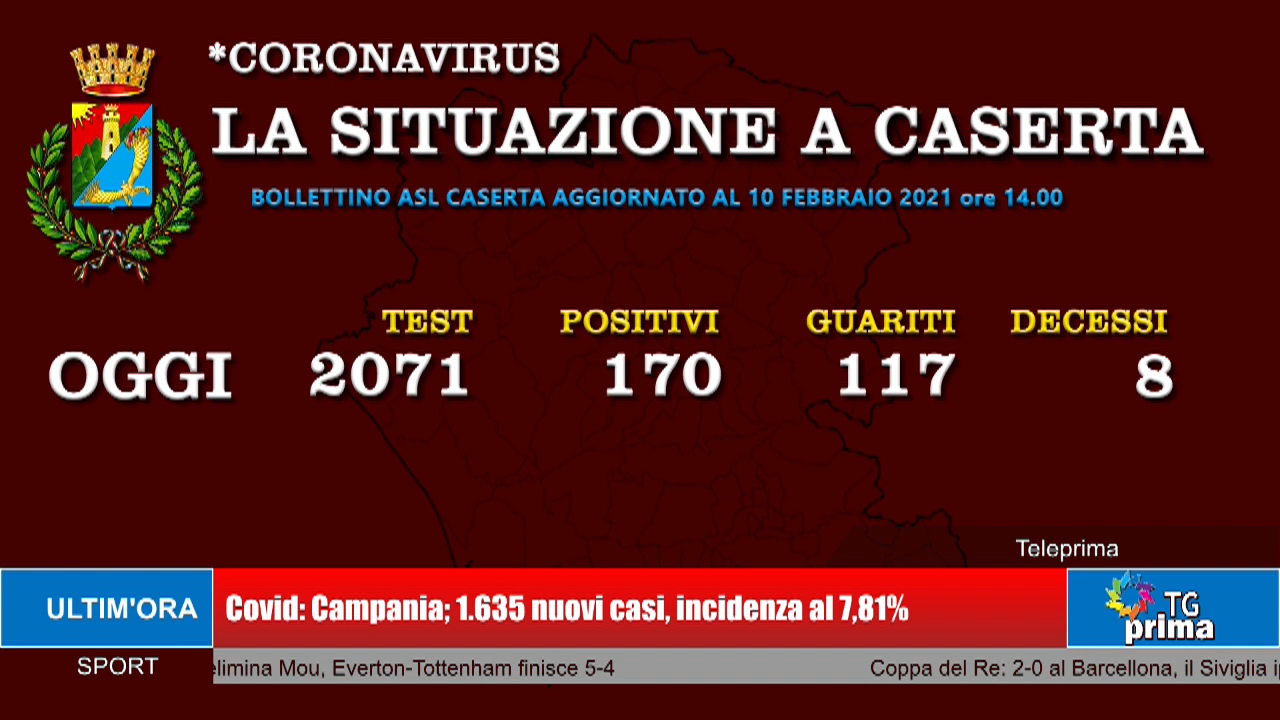 *CORONAVIRUS
LA SITUAZIONE A CASERTA
BOLLETTINO ASL CASERTA AGGIORNATO AL 10 FEBBRAIO 2021 ore 14.00
TEST POSITIVI GUARITI DECESSI
OGGI 2071 170 117 8
Teleprima
ULTIM'ORA Covid: Campania; 1.635 nuovi casi, incidenza al 7,81% TG prima
SPORT elimina Mou, Everton-Tottenham finisce 5-4 Coppa del Re: 2-0 al Barcellona, il Siviglia